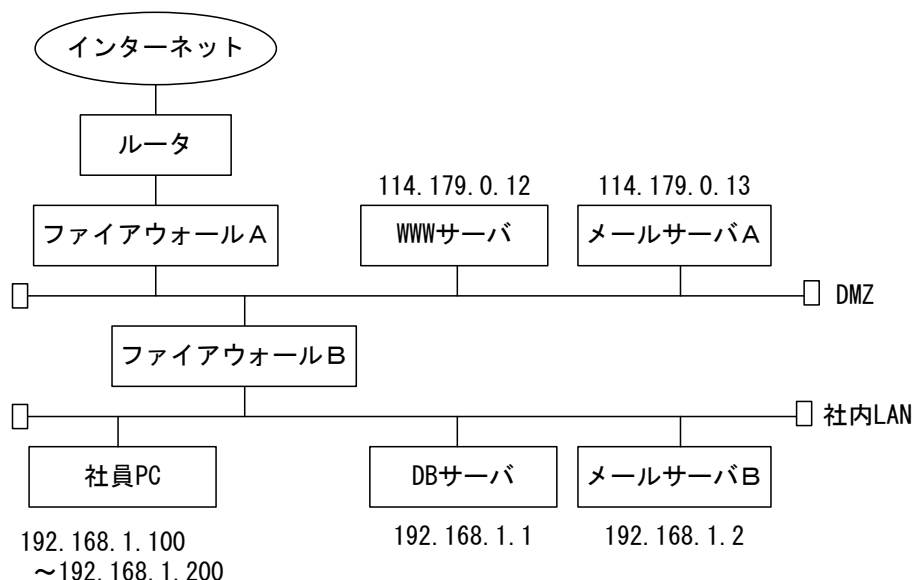 インターネット
ルータ
114.179.0.12
114.179.0.13
ファイアウォールA
WWWサーバ
メールサーバA
DMZ
ファイアウォールB
社内LAN
社員PC
DBサーバ
メールサーバB
192.168.1.100
～192.168.1.200
192.168.1.1
192.168.1.2